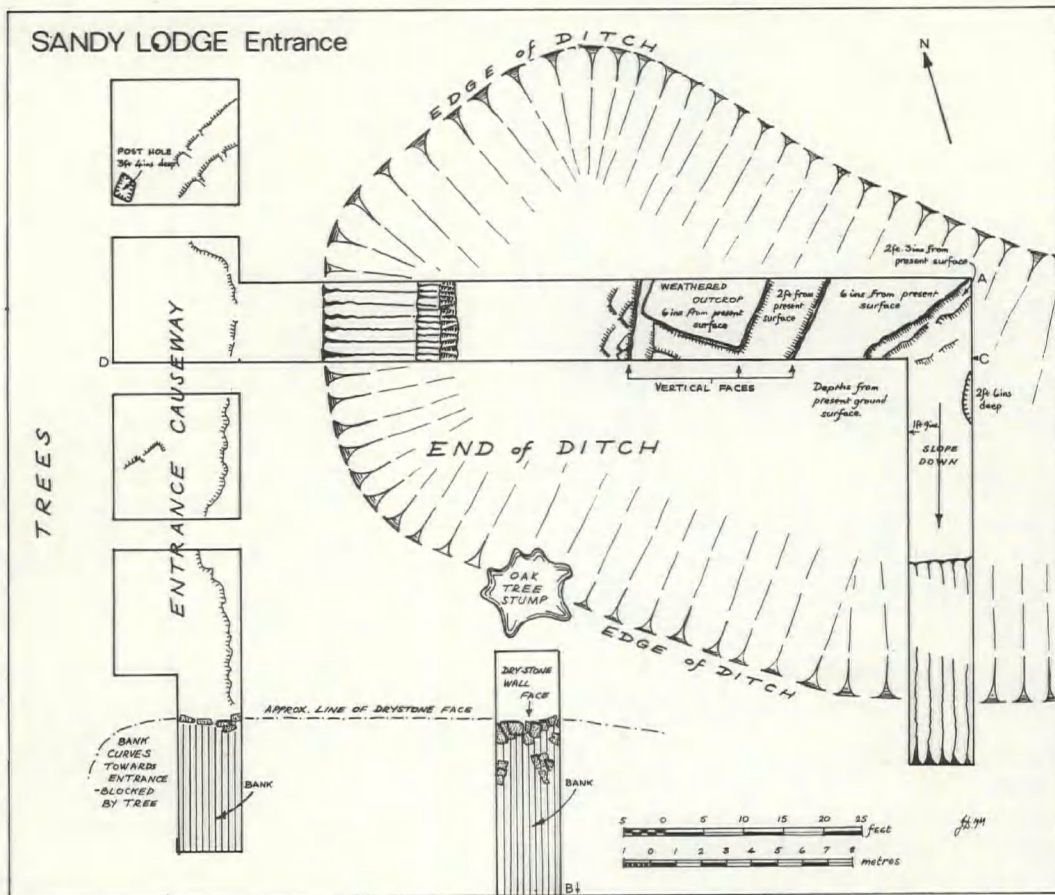 SANDY LODGE Entrance
EDGE of DITCH
N
POST HOLE
3ft 4ins deep
2ft. 3ins from
present surface
A
WEATHERED
OUTCROP
6ins from present
surface
2ft from
present
surface
6 ins from present
surface
D
C
VERTICAL FACES
Depths from
present ground
surface.
2ft 6ins
deep
1ft 9ins
SLOPE
DOWN
END of DITCH
TREES
ENTRANCE CAUSEWAY
OAK
TREE
STUMP
EDGE of DITCH
DRY-STONE
WALL
FACE
APPROX. LINE OF DRYSTONE FACE
BANK
CURVES
TOWARDS
ENTRANCE
-BLOCKED
BY TREE
BANK
BANK
B
5 0 5 10 15 20 25
feet
1 0 1 2 3 4 5 6 7 8
metres